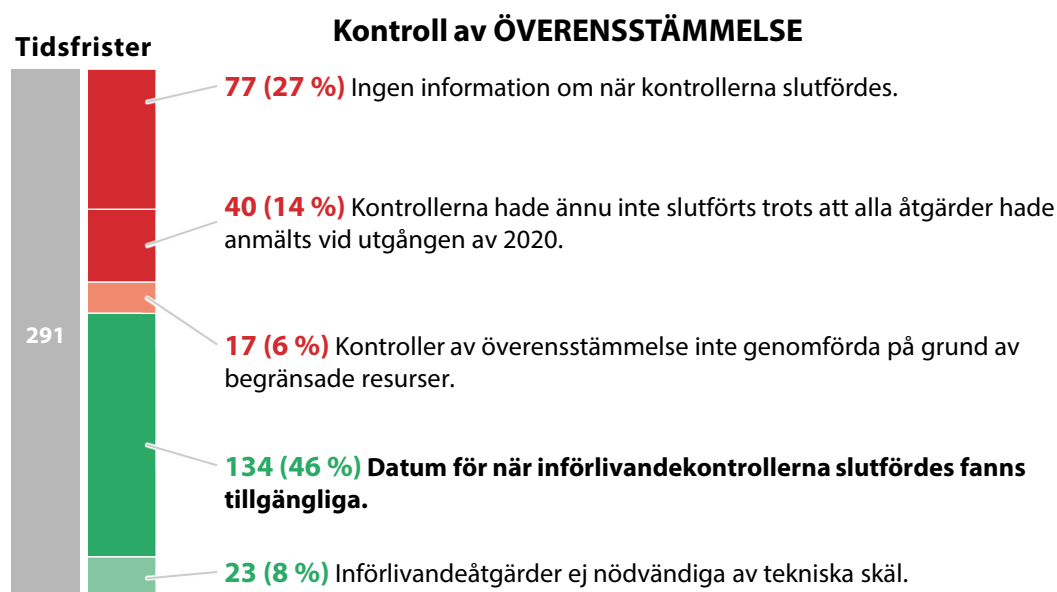 Kontroll av ÖVERENSSTÄMMELSE
Tidsfrister
77 (27 %) Ingen information om när kontrollerna slutfördes.
40 (14 %) Kontrollerna hade ännu inte slutförts trots att alla åtgärder hade
anmälts vid utgången av 2020.
291
17 (6 %) Kontroller av överensstämmelse inte genomförda på grund av
begränsade resurser.
134 (46 %) Datum för när införlivandekontrollerna slutfördes fanns
tillgängliga.
23 (8 %) Införlivandeåtgärder ej nödvändiga av tekniska skäl.